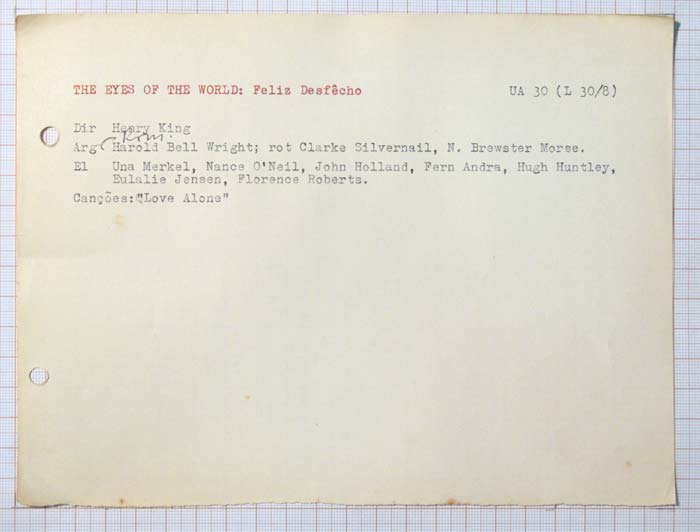 THE EYES OF THE WORLD: Feliz Desfêcho UA 30 (L 30/8)
Dir Henry King
Rom:
Arg Harold Bell Wright; rot Clarke Silvernail, N. Brewster Morse.
El Una Merkel, Nance O'Neil, John Holland, Fern Andra, Hugh Huntley,
Eulalie Jensen, Florence Roberts.
Canções:"Love Alone"